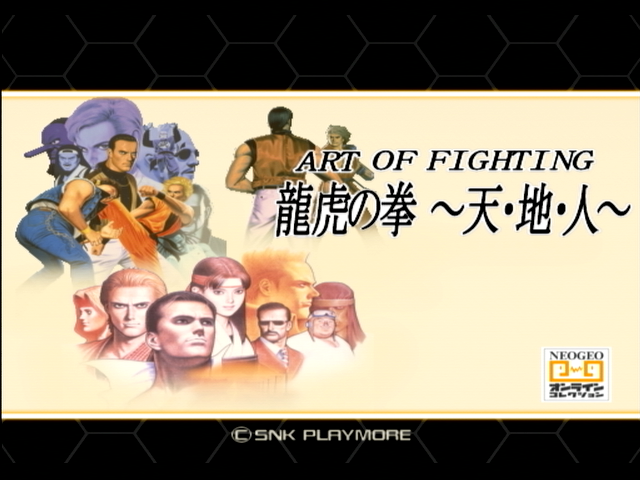 ART OF FIGHTING
龍虎の拳 ～天・地・人～
NEOGEO
オンライン
コレクション
©SNK PLAYMORE